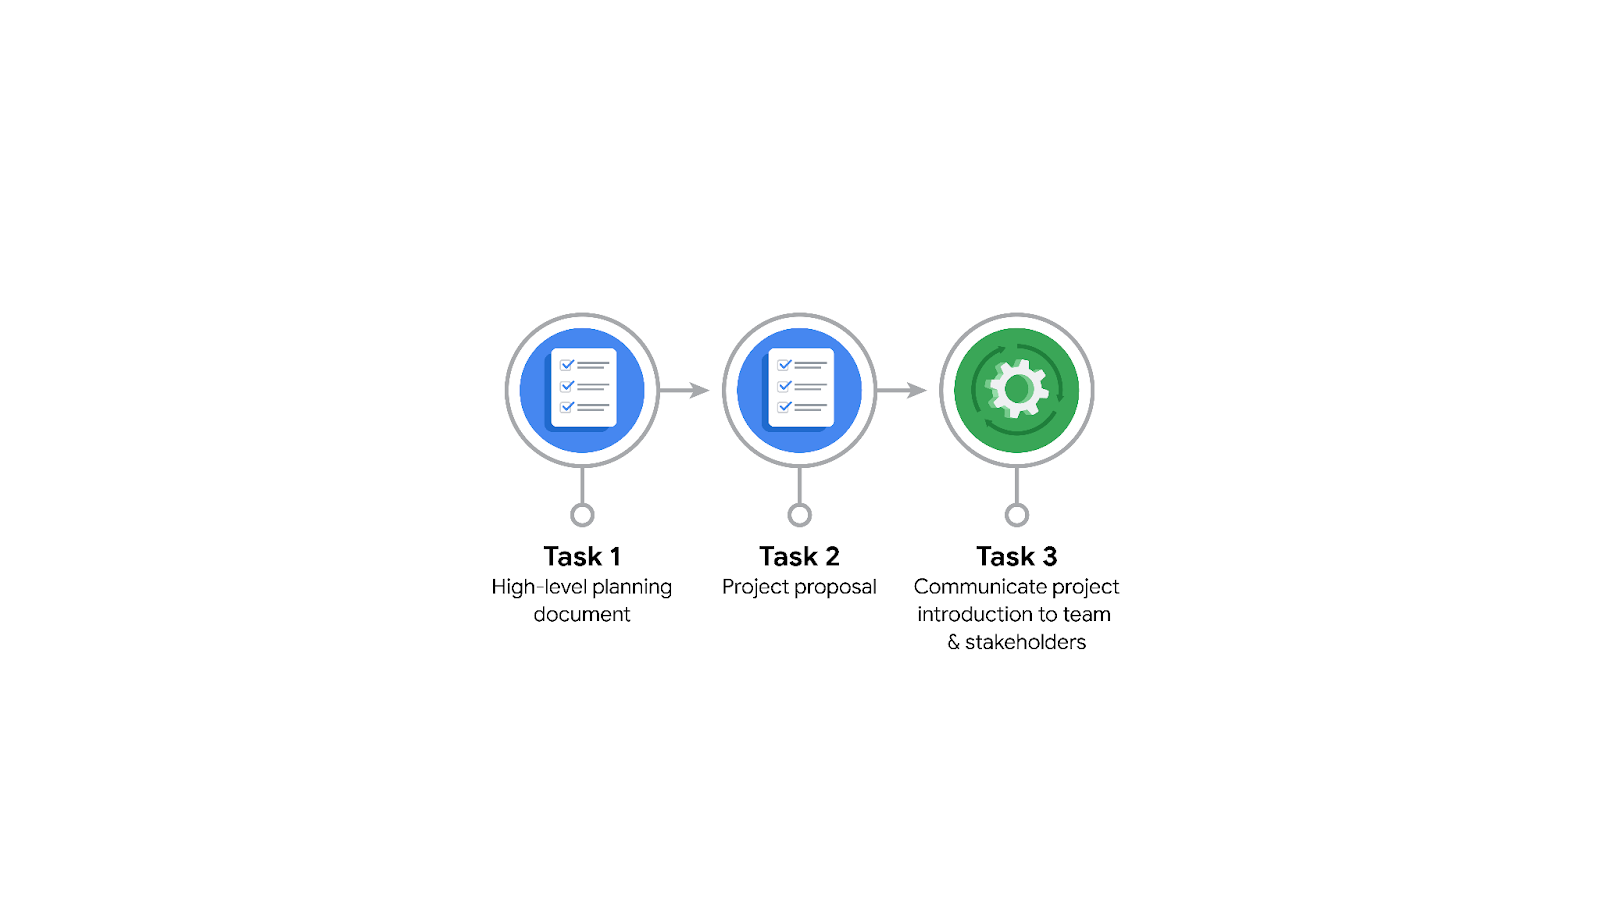 Task 1
High-level planning
document
Task 2
Project proposal
Task 3
Communicate project
introduction to team
& stakeholders